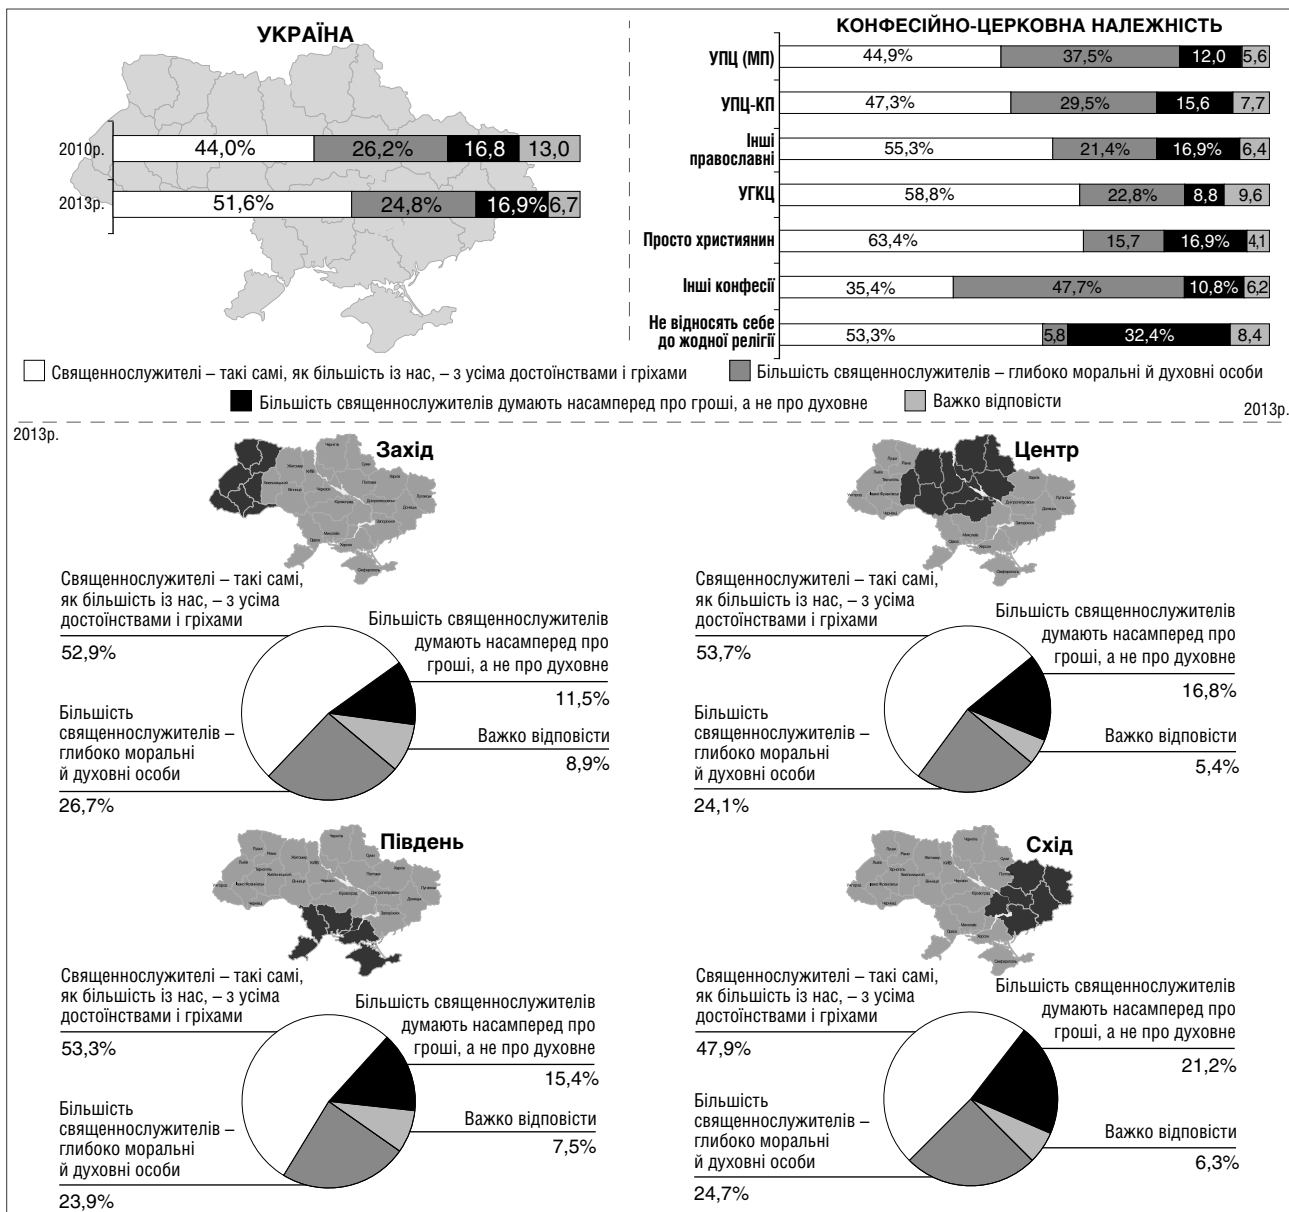 УКРАЇНА
2010р.
44,0%
26,2%
16,8
13,0
2013р.
51,6%
24,8%
16,9%
6,7
КОНФЕСІЙНО-ЦЕРКОВНА НАЛЕЖНІСТЬ
УПЦ (МП)
44,9%
37,5%
12,0
5,6
УПЦ-КП
47,3%
29,5%
15,6
7,7
Інші
православні
55,3%
21,4%
16,9%
6,4
УГКЦ
58,8%
22,8%
8,8
9,6
Просто християнин
63,4%
15,7
16,9%
4,1
Інші конфесії
35,4%
47,7%
10,8%
6,2
Не відносять себе
до жодної релігії
53,3%
5,8
32,4%
8,4
Священнослужителі – такі самі, як більшість із нас, – з усіма достоїнствами і гріхами
Більшість священнослужителів – глибоко моральні й духовні особи
Більшість священнослужителів думають насамперед про гроші, а не про духовне
Важко відповісти
2013р.
2013р.
Захід
Священнослужителі – такі самі,
як більшість із нас, – з усіма
достоїнствами і гріхами
52,9%
Більшість священнослужителів
думають насамперед про
гроші, а не про духовне
11,5%
Більшість
священнослужителів –
глибоко моральні
й духовні особи
26,7%
Важко відповісти
8,9%
Центр
Священнослужителі – такі самі,
як більшість із нас, – з усіма
достоїнствами і гріхами
53,7%
Більшість священнослужителів
думають насамперед про
гроші, а не про духовне
16,8%
Більшість
священнослужителів –
глибоко моральні
й духовні особи
24,1%
Важко відповісти
5,4%
Південь
Священнослужителі – такі самі,
як більшість із нас, – з усіма
достоїнствами і гріхами
53,3%
Більшість священнослужителів
думають насамперед про
гроші, а не про духовне
15,4%
Більшість
священнослужителів –
глибоко моральні
й духовні особи
23,9%
Важко відповісти
7,5%
Схід
Священнослужителі – такі самі,
як більшість із нас, – з усіма
достоїнствами і гріхами
47,9%
Більшість священнослужителів
думають насамперед про
гроші, а не про духовне
21,2%
Більшість
священнослужителів –
глибоко моральні
й духовні особи
24,7%
Важко відповісти
6,3%